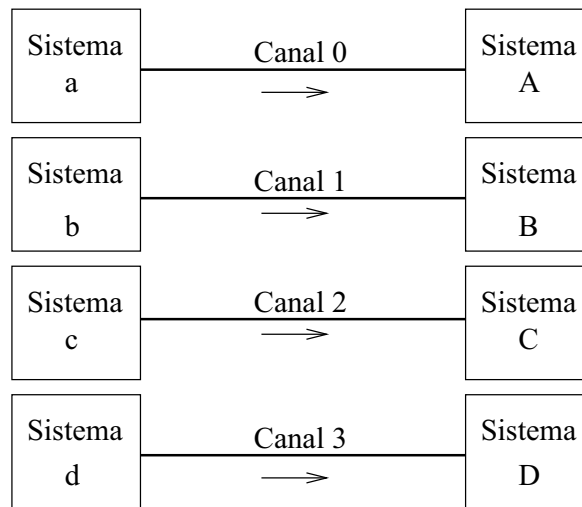 Sistema
a
Canal 0
Sistema
A
Sistema
b
Canal 1
Sistema
B
Sistema
c
Canal 2
Sistema
C
Sistema
d
Canal 3
Sistema
D